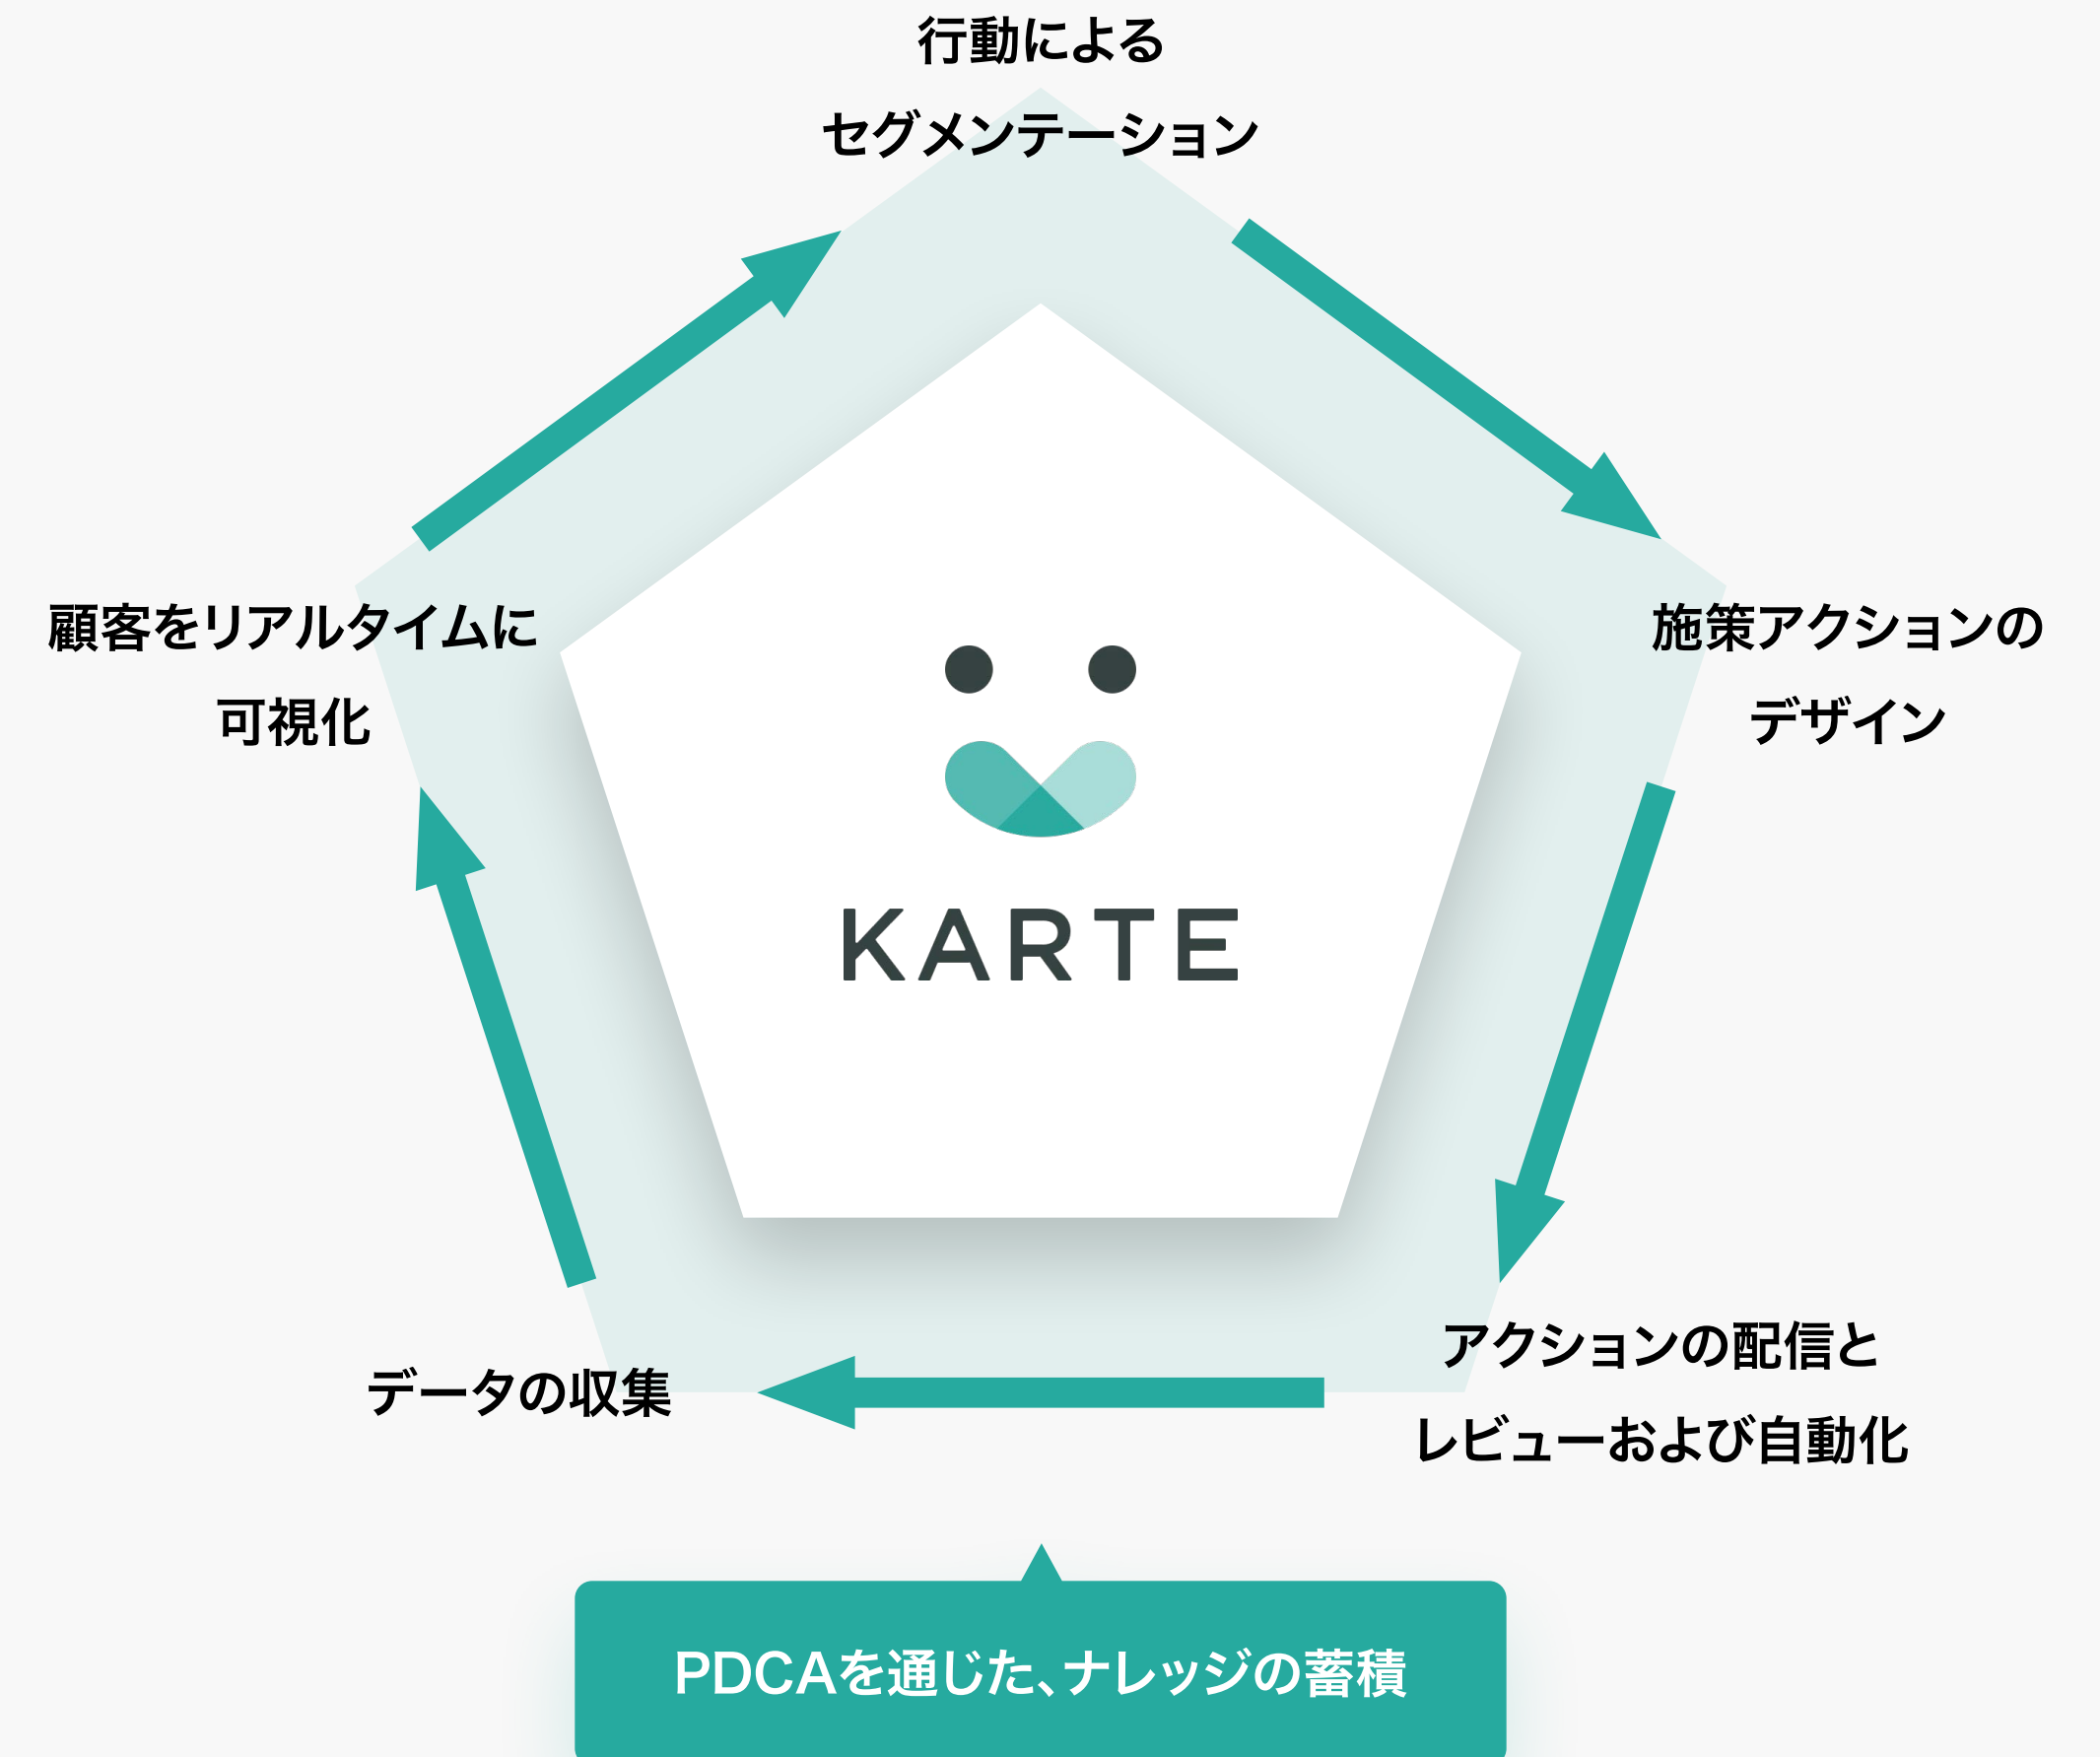 行動による
セグメンテーション
顧客をリアルタイムに
可視化
施策アクションの
デザイン
KARTE
データの収集
アクションの配信と
レビューおよび自動化
PDCAを通じた、ナレッジの蓄積